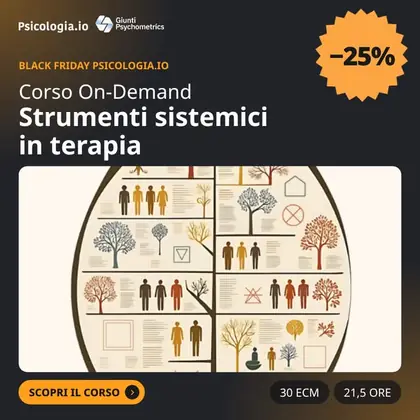 Psicologia.io
Giunti
Psychometrics
−25%
BLACK FRIDAY PSICOLOGIA.IO
Corso On-Demand
Strumenti sistemici
in terapia
SCOPRI IL CORSO
30 ECM
21,5 ORE